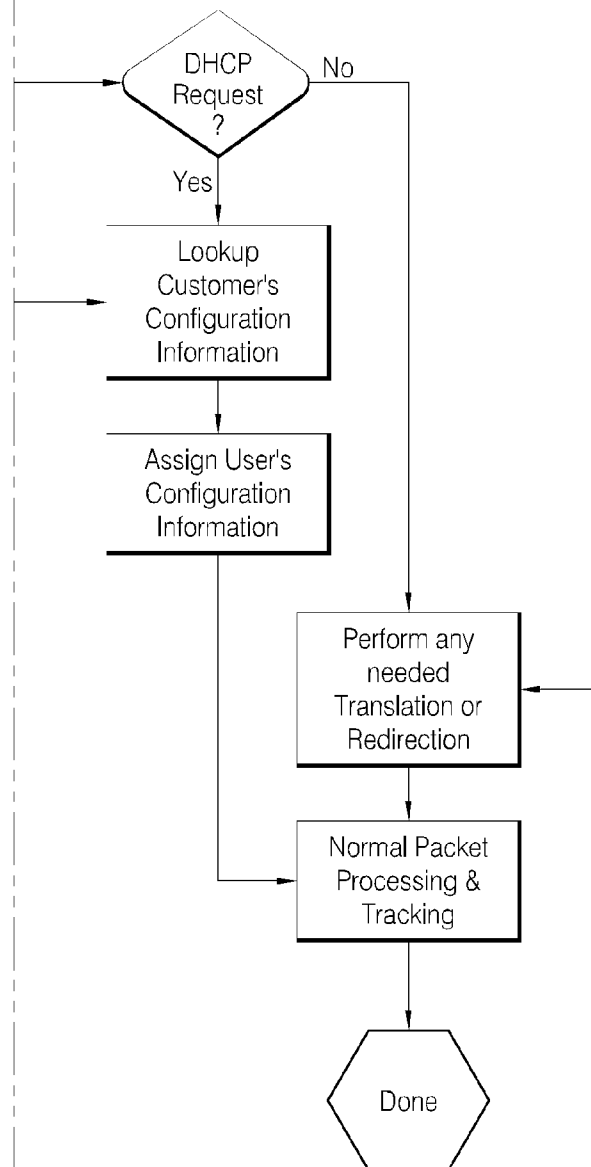 DHCP
Request
?
No
Yes
Lookup
Customer's
Configuration
Information
Assign User's
Configuration
Information
Perform any
needed
Translation or
Redirection
Normal Packet
Processing &
Tracking
Done